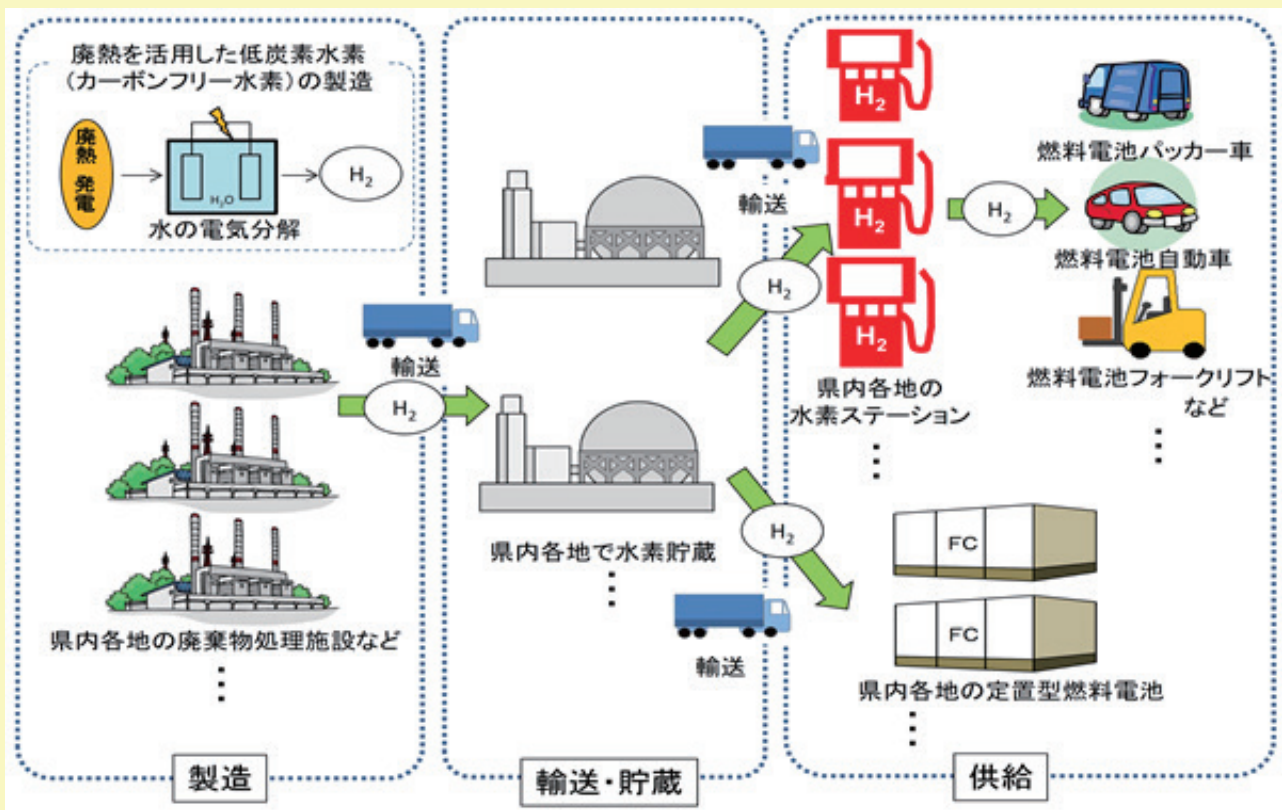 廃熱を活用した低炭素水素
(カーボンフリー水素)の製造
廃熱 発電
H₂O
H₂
水の電気分解
輸送
H₂
県内各地の廃棄物処理施設など
製造
県内各地で水素貯蔵
輸送
H₂
H₂
輸送
輸送・貯蔵
H₂
H₂
H₂
県内各地の
水素ステーション
H₂
燃料電池パッカー車
燃料電池自動車
燃料電池フォークリフト
など
FC
FC
県内各地の定置型燃料電池
供給